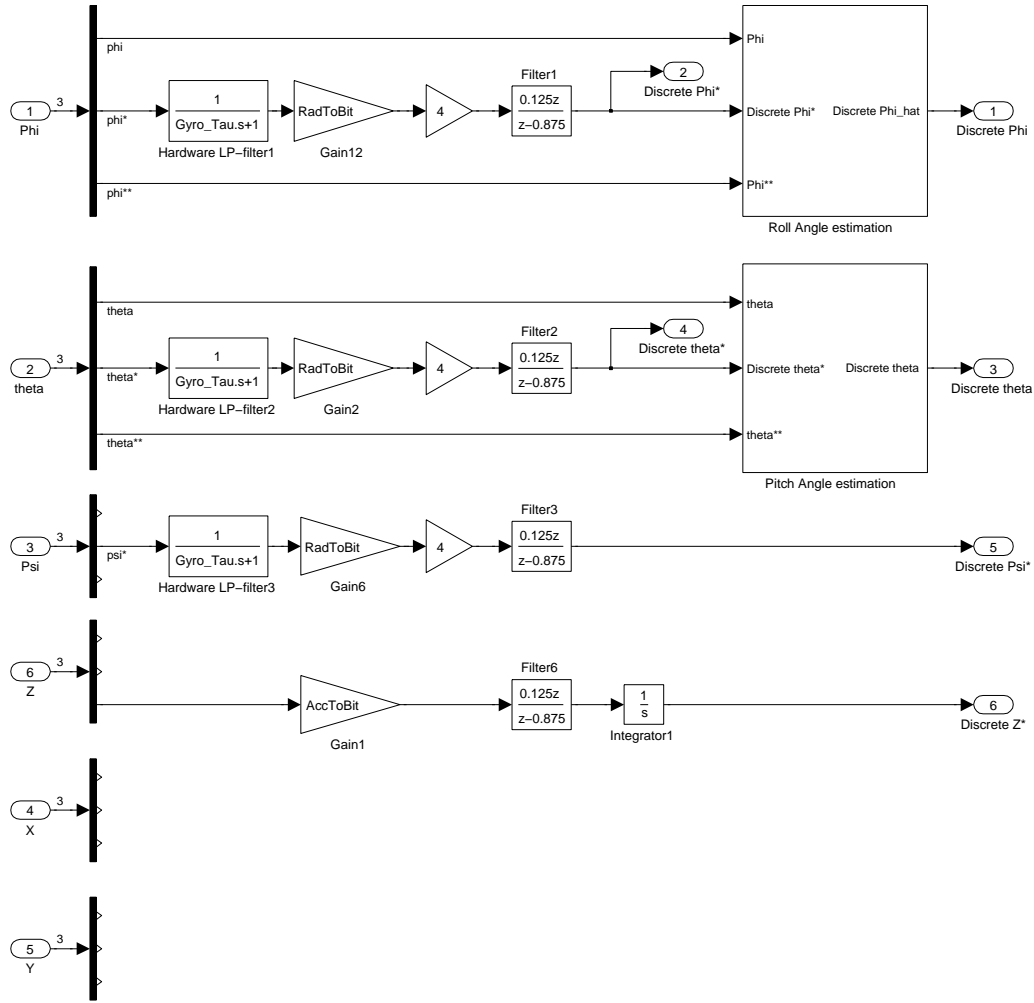 phi
Phi
1
3
Phi
phi*
1
Gyro_Tau.s+1
Hardware LP−filter1
RadToBit
Gain12
4
Filter1
0.125z
z−0.875
2
Discrete Phi*
Discrete Phi*
Discrete Phi_hat
1
Discrete Phi
phi**
Phi**
Roll Angle estimation
theta
theta
2
3
theta
theta*
1
Gyro_Tau.s+1
Hardware LP−filter2
RadToBit
Gain2
4
Filter2
0.125z
z−0.875
4
Discrete theta*
Discrete theta*
Discrete theta
3
Discrete theta
theta**
theta**
Pitch Angle estimation
3
3
Psi
psi*
1
Gyro_Tau.s+1
Hardware LP−filter3
RadToBit
Gain6
4
Filter3
0.125z
z−0.875
5
Discrete Psi*
6
3
Z
AccToBit
Gain1
Filter6
0.125z
z−0.875
1
s
Integrator1
6
Discrete Z*
4
3
X
5
3
Y